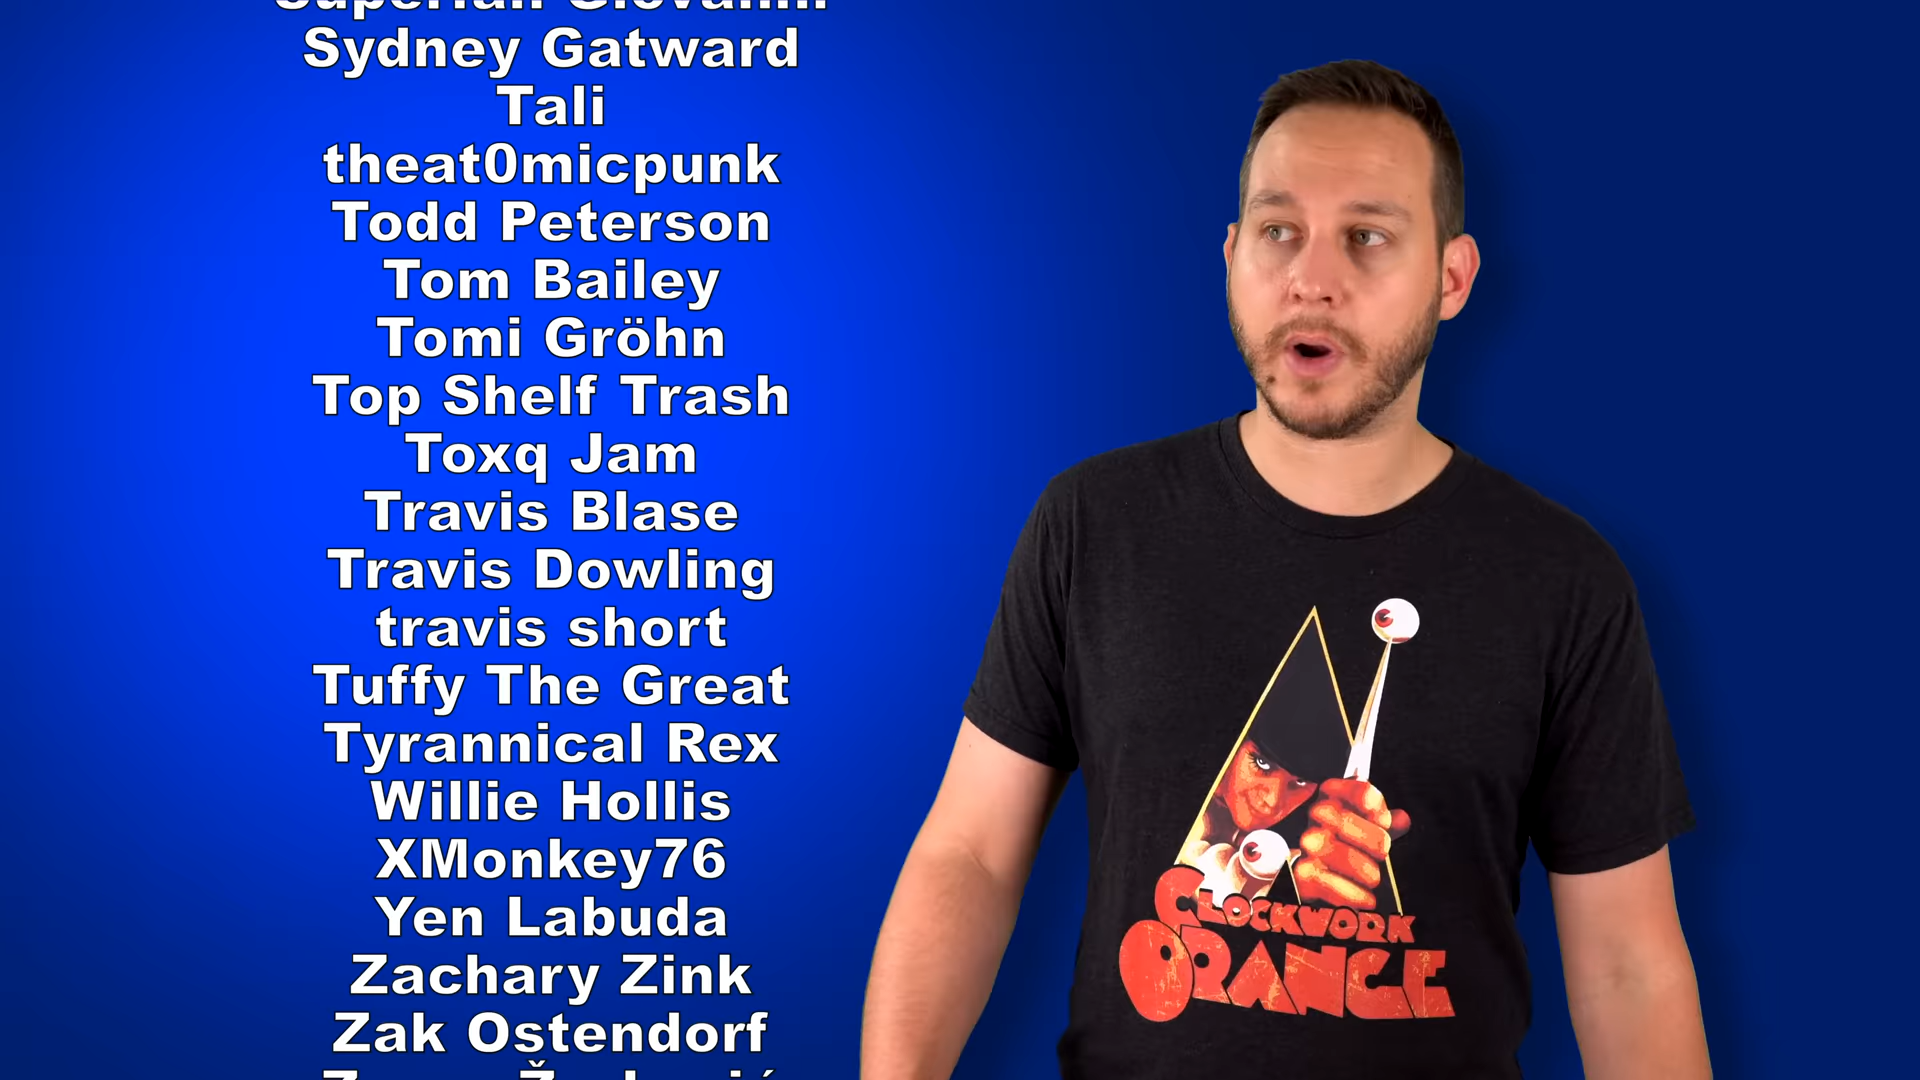 Sydney Gatward
Tali
theat0micpunk
Todd Peterson
Tom Bailey
Tomi Gröhn
Top Shelf Trash
Toxq Jam
Travis Blase
Travis Dowling
travis short
Tuffy The Great
Tyrannical Rex
Willie Hollis
XMonkey76
Yen Labuda
Zachary Zink
Zak Ostendorf
CLOCKWORK
ORANGE